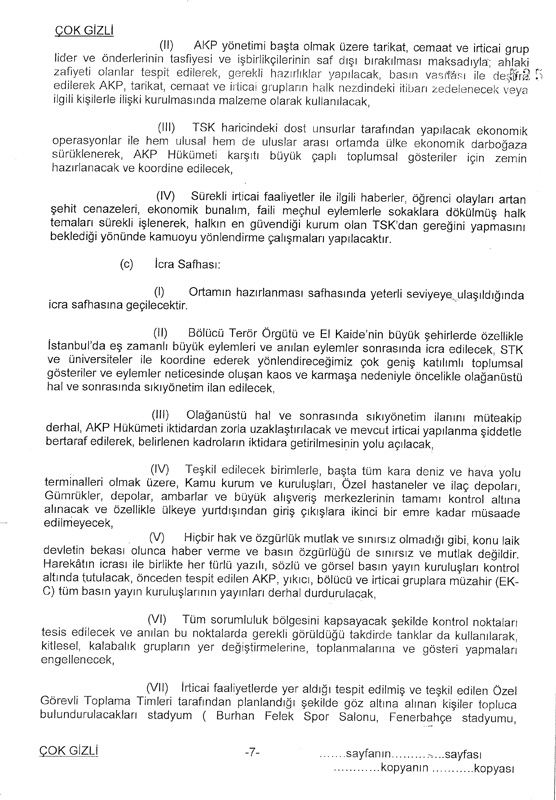 ÇOK GİZLİ
(II) AKP yönetimi başta olmak üzere tarikat, cemaat ve irticai grup
lider ve önderlerinin tasfiyesi ve işbirlikçilerinin saf dışı bırakılması maksadıyla; ahlaki
zafiyeti olanlar tespit edilerek, gerekli hazırlıklar yapılacak, basın vasıtası ile deşifre
edilerek AKP, tarikat, cemaat ve irticai grupların halk nezdindeki itibarı zedelenecek veya
ilgili kişilerle ilişki kurulmasında malzeme olarak kullanılacak,
(III) TSK haricindeki dost unsurlar tarafından yapılacak ekonomik
operasyonlar ile hem ulusal hem de uluslar arası ortamda ülke ekonomik darboğaza
sürüklenerek, AKP Hükümeti karşıtı büyük çaplı toplumsal gösteriler için zemin
hazırlanacak ve koordine edilecek,
(IV) Sürekli irticai faaliyetler ile ilgili haberler, öğrenci olayları artan
şehit cenazeleri, ekonomik bunalım, faili meçhul eylemlerle sokaklara dökülmüş halk
temaları sürekli işlenerek, halkın en güvendiği kurum olan TSK'dan gereğini yapmasını
beklediği yönünde kamuoyu yönlendirme çalışmaları yapılacaktır.
(c) İcra Safhası:
(I) Ortamın hazırlanması safhasında yeterli seviyeye ulaşıldığında
icra safhasına geçilecektir.
(II) Bölücü Terör Örgütü ve El Kaide'nin büyük şehirlerde özellikle
İstanbul'da eş zamanlı büyük eylemleri ve anılan eylemler sonrasında icra edilecek, STK
ve üniversiteler ile koordine ederek yönlendireceğimiz çok geniş katılımlı toplumsal
gösteriler ve eylemler neticesinde oluşan kaos ve karmaşa nedeniyle öncelikle olağanüstü
hal ve sonrasında sıkıyönetim ilan edilecek,
(III) Olağanüstü hal ve sonrasında sıkıyönetim ilanını müteakip
derhal, AKP Hükümeti iktidardan zorla uzaklaştırılacak ve mevcut irticai yapılanma şiddetle
bertaraf edilerek, belirlenen kadroların iktidara getirilmesinin yolu açılacak,
(IV) Teşkil edilecek birimlerle, başta tüm kara deniz ve hava yolu
terminalleri olmak üzere, Kamu kurum ve kuruluşları, Özel hastaneler ve ilaç depoları,
Gümrükler, depolar, ambarlar ve büyük alışveriş merkezlerinin tamamı kontrol altına
alınacak ve özellikle ülkeye yurtdışından giriş çıkışlara ikinci bir emre kadar müsaade
edilmeyecek,
(V) Hiçbir hak ve özgürlük mutlak ve sınırsız olmadığı gibi, konu laik
devletin bekası olunca haber verme ve basın özgürlüğü de sınırsız ve mutlak değildir.
Harekâtın icrası ile birlikte her türlü yazılı, sözlü ve görsel basın yayın kuruluşları kontrol
altında tutulacak, önceden tespit edilen AKP, yıkıcı, bölücü ve irticai gruplara müzahir (EK-
C) tüm basın yayın kuruluşlarının yayınları derhal durdurulacak,
(VI) Tüm sorumluluk bölgesini kapsayacak şekilde kontrol noktaları
tesis edilecek ve anılan bu noktalarda gerekli görüldüğü takdirde tanklar da kullanılarak,
kitlesel, kalabalık grupların yer değiştirmelerine, toplanmalarına ve gösteri yapmaları
engellenecek,
(VII) İrticai faaliyetlerde yer aldığı tespit edilmiş ve teşkil edilen Özel
Görevli Toplama Timleri tarafından planlandığı şekilde göz altına alınan kişiler topluca
bulundurulacakları stadyum ( Burhan Felek Spor Salonu, Fenerbahçe stadyumu,
ÇOK GİZLİ
-7-
.......sayfanın..............sayfası
............kopyanın ...........kopyası